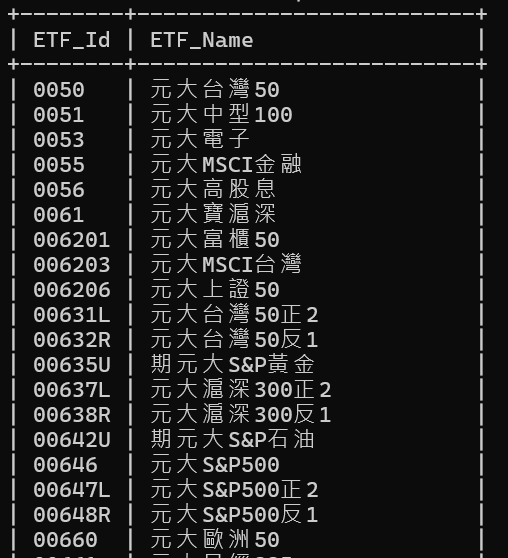 ETF_Id ETF_Name
0050 元大台灣50
0051 元大中型100
0053 元大電子
0055 元大MSCI金融
0056 元大高股息
0061 元大寶滬深
006201 元大富櫃50
006203 元大MSCI台灣
006206 元大上證50
00631L 元大台灣50正2
00632R 元大台灣50反1
00635U 期元大S&P黃金
00637L 元大滬深300正2
00638R 元大滬深300反1
00642U 期元大S&P石油
00646 元大S&P500
00647L 元大S&P500正2
00648R 元大S&P500反1
00660 元大歐洲50